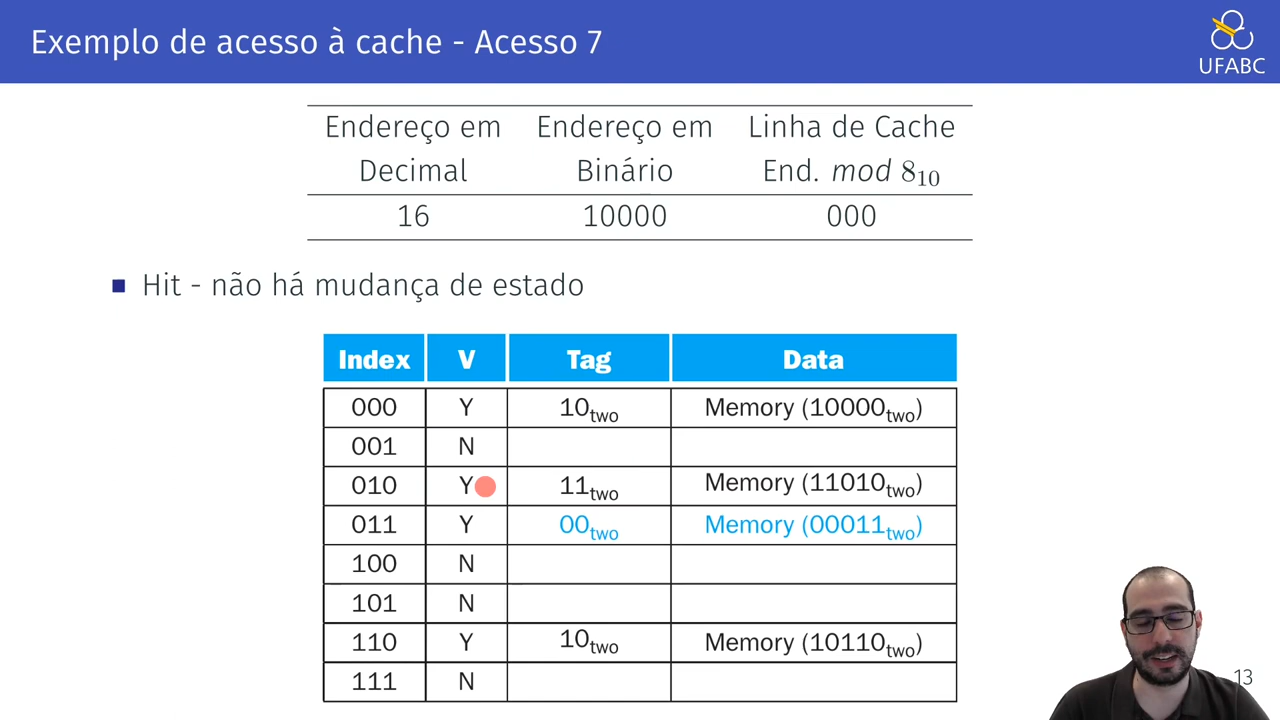 Exemplo de acesso à cache - Acesso 7
UFABC
Endereço em Endereço em Linha de Cache
Decimal Binário End. mod 8₁₀
16 10000 000
Hit - não há mudança de estado
Index V Tag Data
000 Y 10two Memory (10000two)
001 N
010 Y 11two Memory (11010two)
011 Y 00two Memory (00011two)
100 N
101 N
110 Y 10two Memory (10110two)
111 N
13